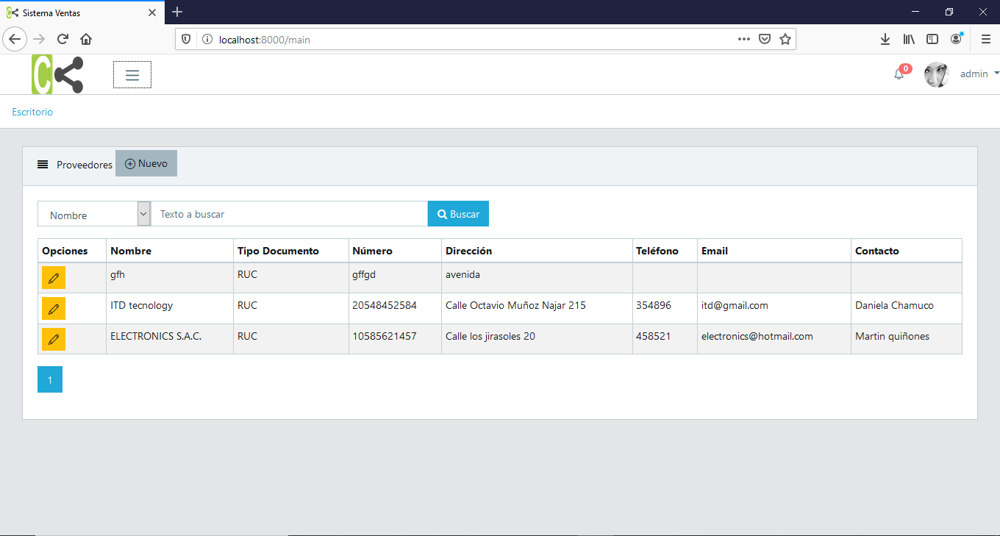 Sistema Ventas
localhost:8000/main
0
admin
Escritorio
Proveedores Nuevo
Nombre Texto a buscar Buscar
Opciones Nombre Tipo Documento Número Dirección Teléfono Email Contacto
gfh RUC gffgd avenida
ITD tecnology RUC 20548452584 Calle Octavio Muñoz Najar 215 354896 itd@gmail.com Daniela Chamuco
ELECTRONICS S.A.C. RUC 10585621457 Calle los jirasoles 20 458521 electronics@hotmail.com Martin quiñones
1